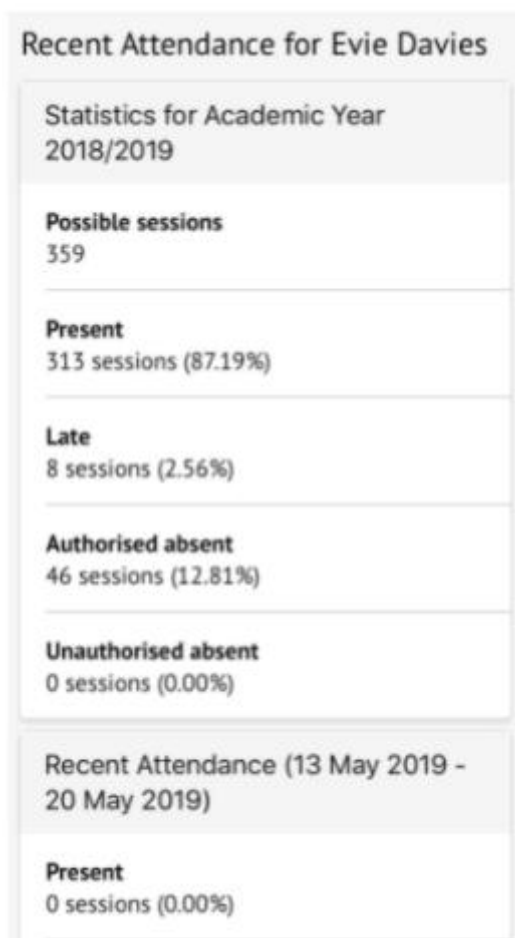 Recent Attendance for Evie Davies
Statistics for Academic Year
2018/2019
Possible sessions
359
Present
313 sessions (87.19%)
Late
8 sessions (2.56%)
Authorised absent
46 sessions (12.81%)
Unauthorised absent
0 sessions (0.00%)
Recent Attendance (13 May 2019 -
20 May 2019)
Present
0 sessions (0.00%)